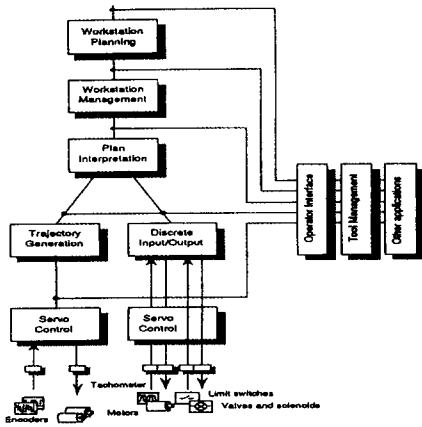 Workstation
Planning
Workstation
Management
Plan
Interpretation
Operator Interface
Tool Management
Other applications
Trajectory
Generation
Discrete
Input/Output
Servo
Control
Servo
Control
Tachometer
Limit switches
Encoders
Motors
Valves and solenoids